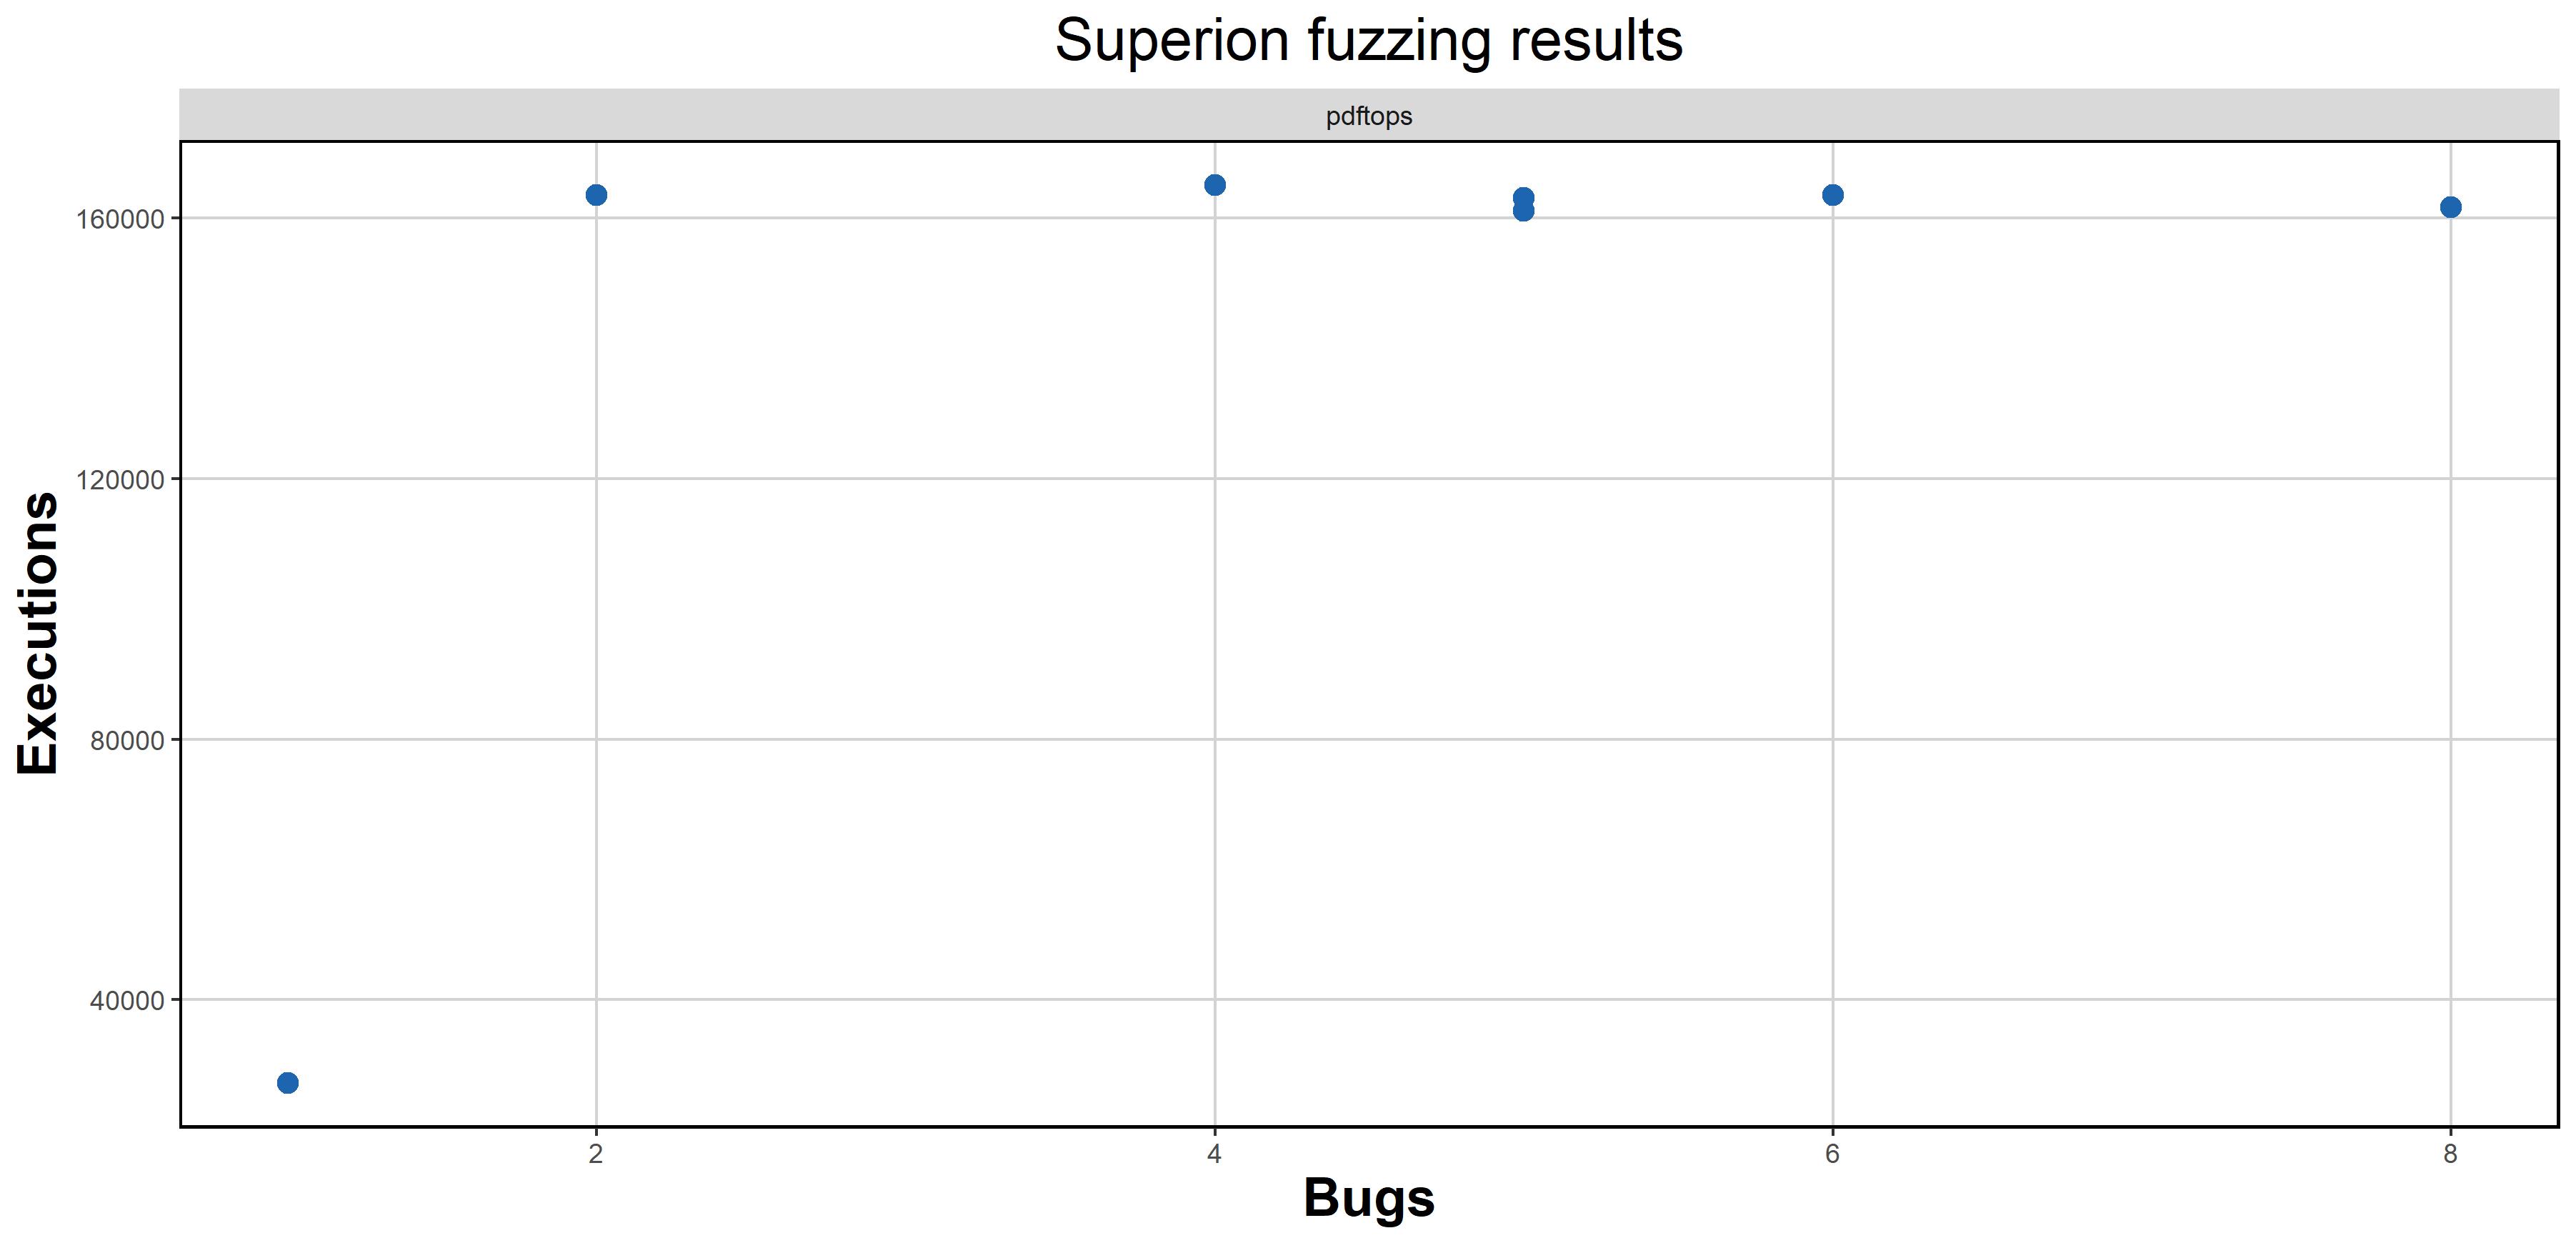 Superion fuzzing results
pdftops
160000
120000
80000
40000
Executions
2 4 6 8
Bugs